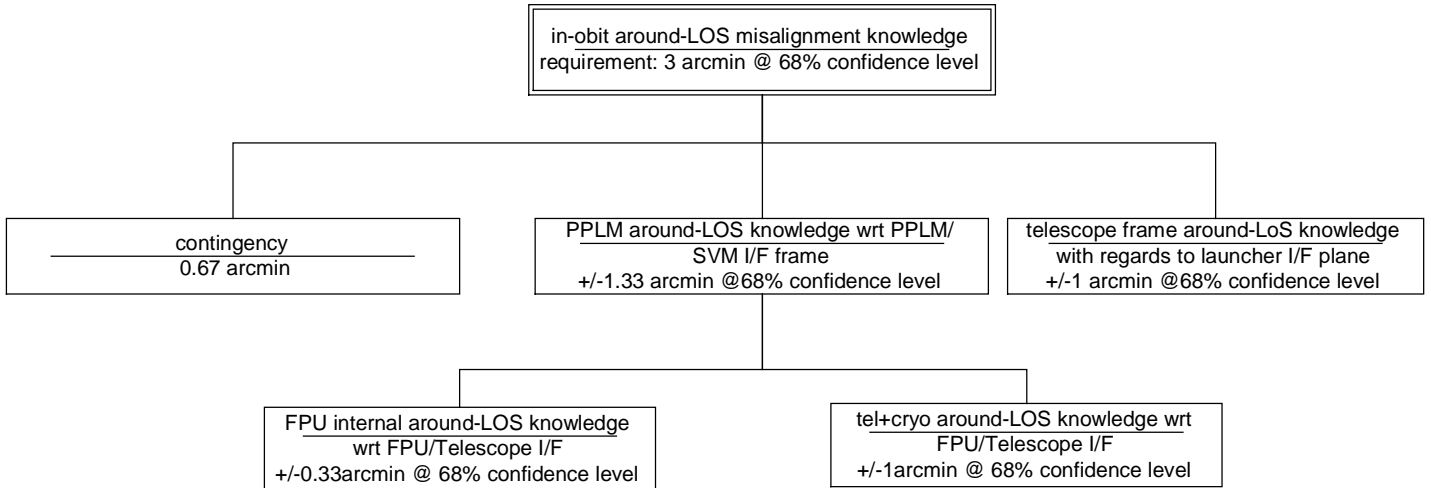 in-obit around-LOS misalignment knowledge
requirement: 3 arcmin @ 68% confidence level
contingency
0.67 arcmin
PPLM around-LOS knowledge wrt PPLM/
SVM I/F frame
+/-1.33 arcmin @68% confidence level
telescope frame around-LoS knowledge
with regards to launcher I/F plane
+/-1 arcmin @68% confidence level
FPU internal around-LOS knowledge
wrt FPU/Telescope I/F
+/-0.33arcmin @ 68% confidence level
tel+cryo around-LOS knowledge wrt
FPU/Telescope I/F
+/-1arcmin @ 68% confidence level